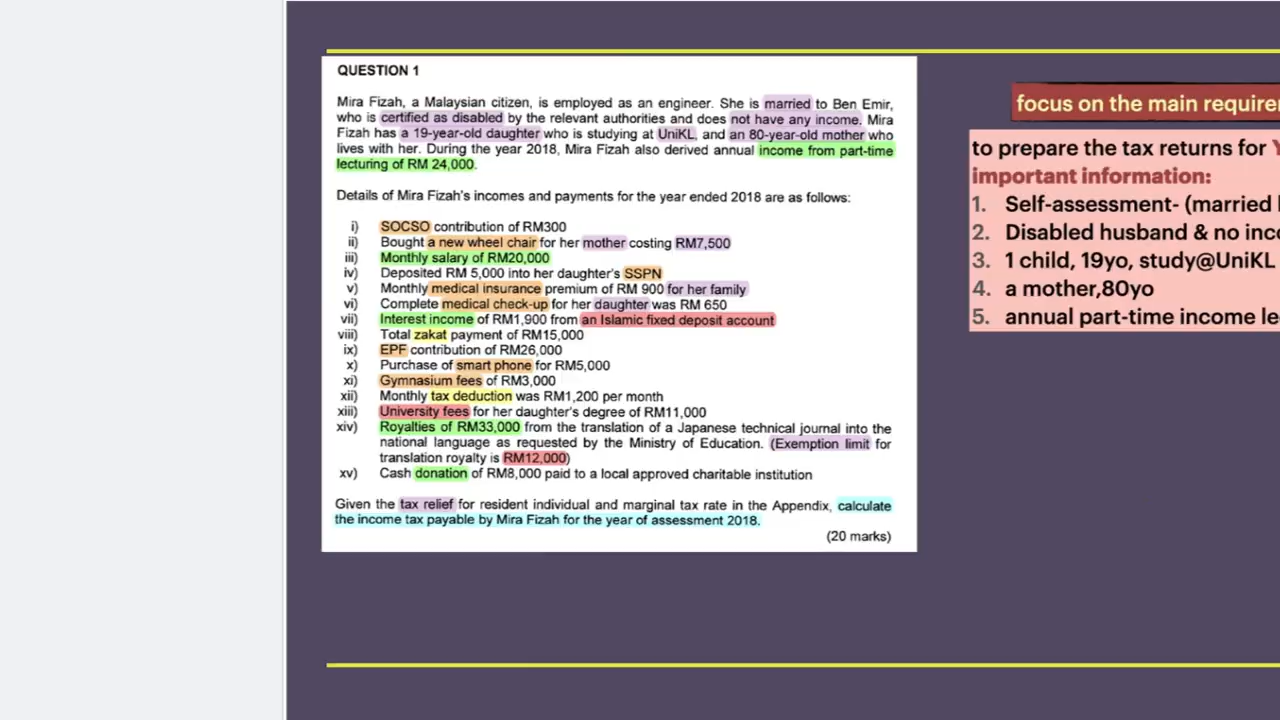 QUESTION 1
Mira Fizah, a Malaysian citizen, is employed as an engineer. She is married to Ben Emir,
who is certified as disabled by the relevant authorities and does not have any income. Mira
Fizah has a 19-year-old daughter who is studying at UniKL, and an 80-year-old mother who
lives with her. During the year 2018, Mira Fizah also derived annual income from part-time
lecturing of RM 24,000.
Details of Mira Fizah's incomes and payments for the year ended 2018 are as follows:
i) SOCSO contribution of RM300
ii) Bought a new wheel chair for her mother costing RM7,500
iii) Monthly salary of RM20,000
iv) Deposited RM 5,000 into her daughter's SSPN
v) Monthly medical insurance premium of RM 900 for her family
vi) Complete medical check-up for her daughter was RM 650
vii) Interest income of RM1,900 from an Islamic fixed deposit account
viii) Total zakat payment of RM15,000
ix) EPF contribution of RM26,000
x) Purchase of smart phone for RM5,000
xi) Gymnasium fees of RM3,000
xii) Monthly tax deduction was RM1,200 per month
xiii) University fees for her daughter's degree of RM11,000
xiv) Royalties of RM33,000 from the translation of a Japanese technical journal into the
national language as requested by the Ministry of Education. (Exemption limit for
translation royalty is RM12,000)
xv) Cash donation of RM8,000 paid to a local approved charitable institution
Given the tax relief for resident individual and marginal tax rate in the Appendix, calculate
the income tax payable by Mira Fizah for the year of assessment 2018.
(20 marks)
focus on the main
to prepare the tax returns for
important information:
1. Self-assessment- (married
2. Disabled husband & no
3. 1 child, 19yo, study@UniKL
4. a mother,80yo
5. annual part-time income